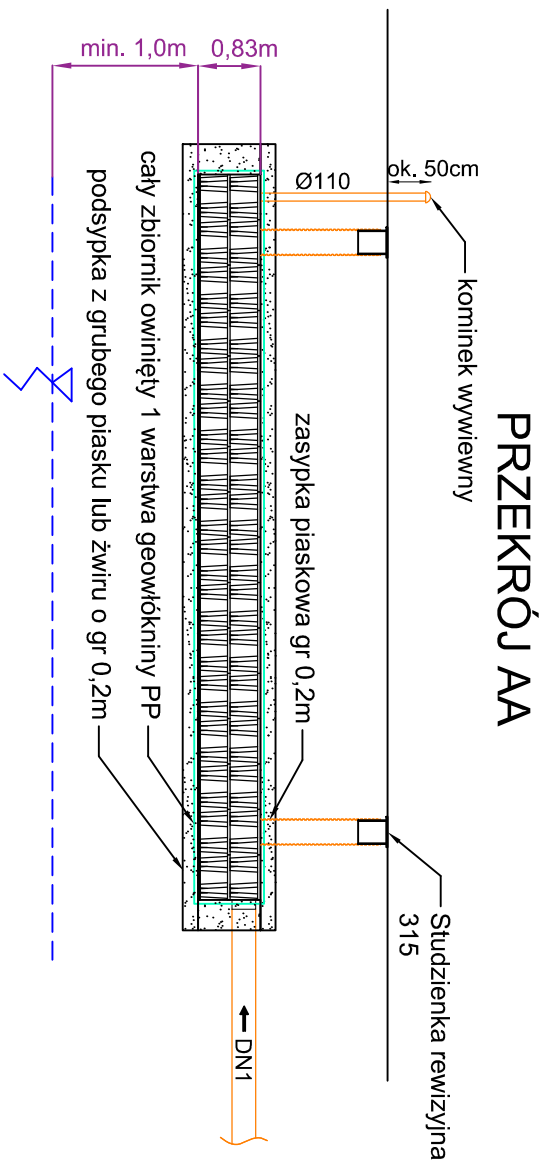 PRZEKRÓJ AA
kominek wywiewny
ok. 50cm
Ø110
Studzienka rewizyjna
315
zasypka piaskowa gr 0,2m
0,83m
min. 1,0m
DN1
cały zbiornik owinięty 1 warstwa geowłókniny PP
podsypka z grubego piasku lub żwiru o gr 0,2m